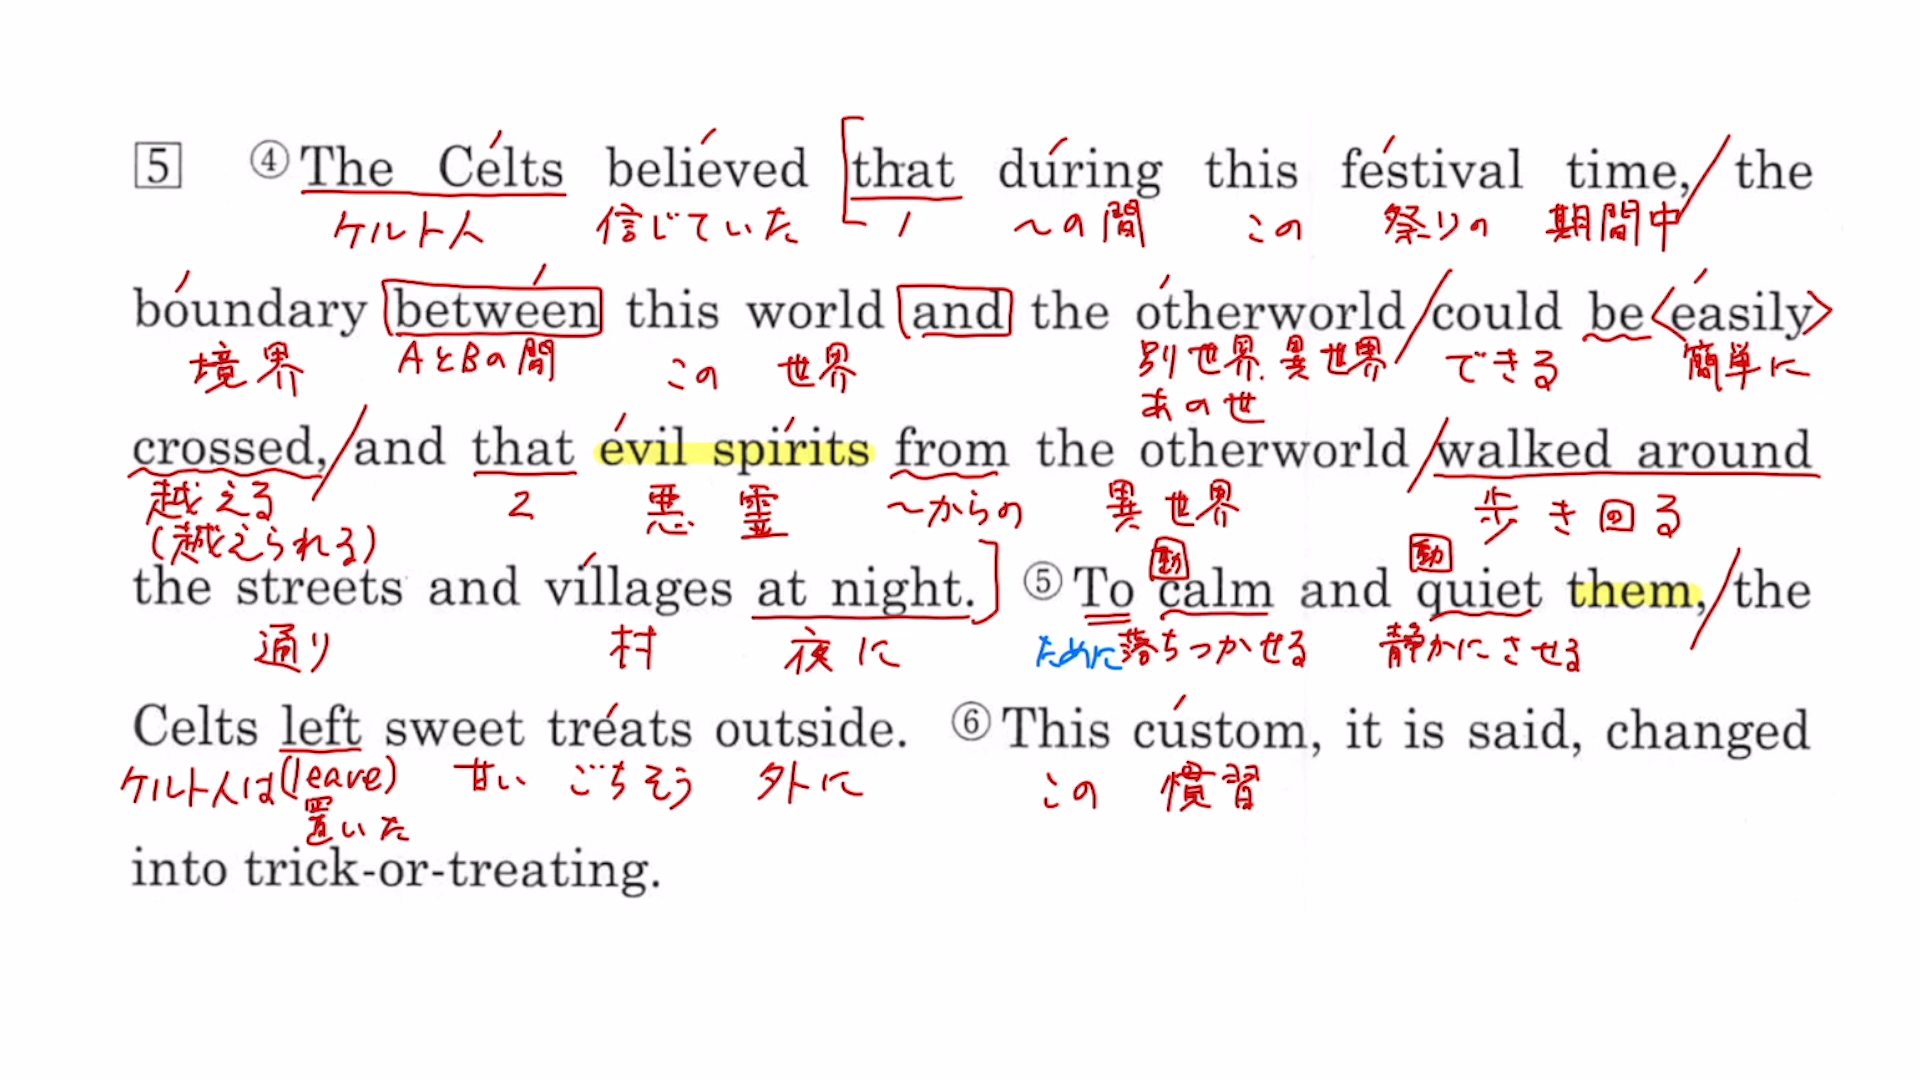 5 ④ The Celts believed [that during this festival time, / the
ケルト人 信じていた 1 〜の間 この 祭りの 期間中
boundary between this world and the otherworld / could be <easily>
境界 AとBの間 この 世界 別世界、異世界 できる 簡単に
あの世
crossed, / and that evil spirits from the otherworld / walked around
越える 2 悪霊 〜からの 異世界 歩き回る
(越えられる)
動 動
the streets and villages at night.] ⑤ To calm and quiet them, / the
通り 村 夜に ために 落ちつかせる 静かにさせる
Celts left sweet treats outside. ⑥ This custom, it is said, changed
ケルト人は (leave) 甘い ごちそう 外に この 慣習
置いた
into trick-or-treating.